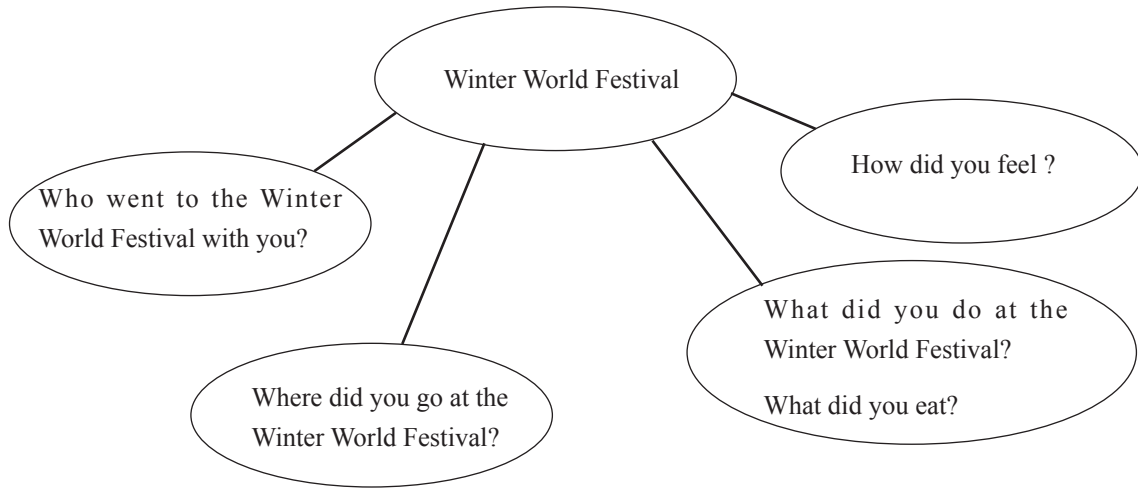 Winter World Festival
How did you feel ?
Who went to the Winter
World Festival with you?
What did you do at the
Winter World Festival?
What did you eat?
Where did you go at the
Winter World Festival?